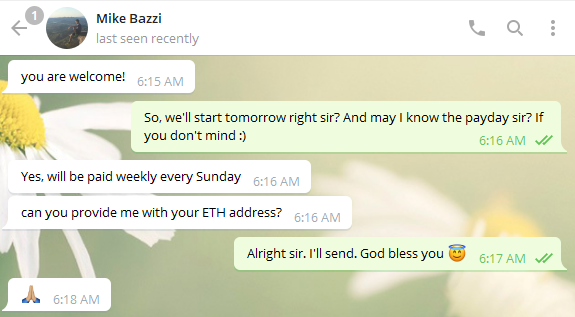 1
Mike Bazzi
last seen recently
you are welcome! 6:15 AM
So, we'll start tomorrow right sir? And may I know the payday sir? If
you don't mind :) 6:16 AM
Yes, will be paid weekly every Sunday 6:16 AM
can you provide me with your ETH address? 6:16 AM
Alright sir. I'll send. God bless you 😇 6:17 AM
🙏🏽 6:18 AM